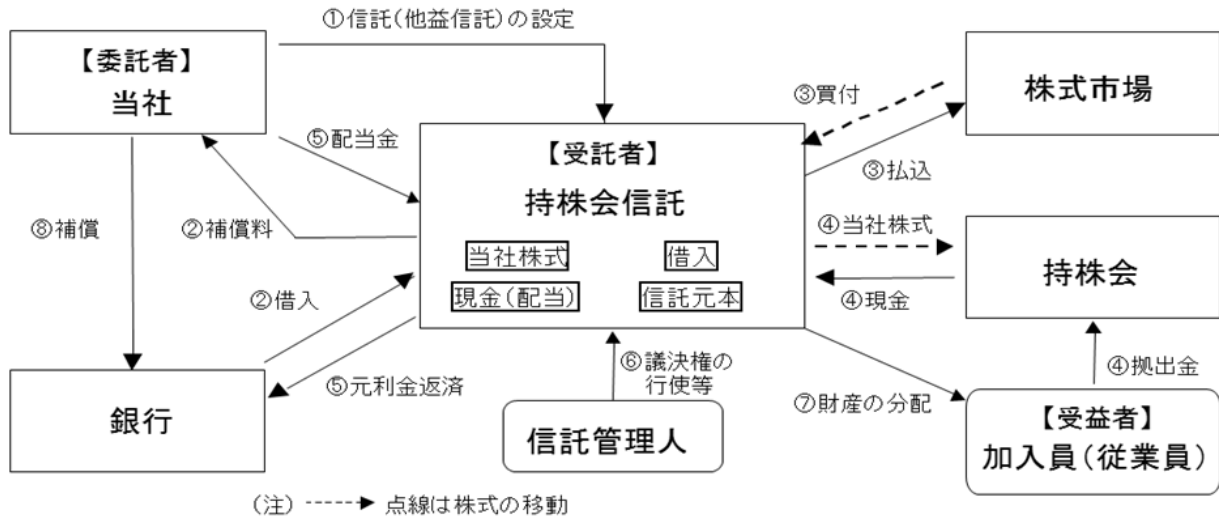 ①信託(他益信託)の設定
【委託者】
当社
株式市場
③買付
⑤配当金
【受託者】
持株会信託
③払込
⑧補償
②補償料
④当社株式
当社株式
借入
持株会
現金(配当)
信託元本
②借入
④現金
⑥議決権の
行使等
④拠出金
⑤元利金返済
⑦財産の分配
銀行
信託管理人
【受益者】
加入員(従業員)
(注) 点線は株式の移動